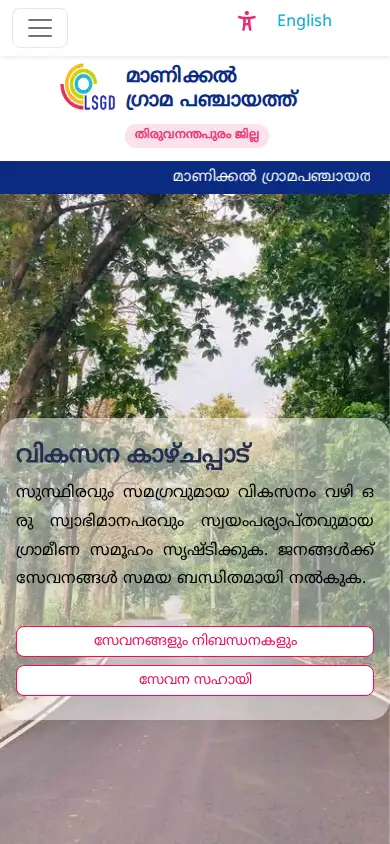 English
LSGD
മാണിക്കൽ
ഗ്രാമ പഞ്ചായത്ത്
തിരുവനന്തപുരം ജില്ല
മാണിക്കൽ ഗ്രാമപഞ്ചായത
വികസന കാഴ്ചപ്പാട്
സുസ്ഥിരവും സമഗ്രവുമായ വികസനം വഴി ഒ
രു സ്വാഭിമാനപരവും സ്വയംപര്യാപ്തവുമായ
ഗ്രാമീണ സമൂഹം സൃഷ്ടിക്കുക. ജനങ്ങൾക്ക്
സേവനങ്ങൾ സമയ ബന്ധിതമായി നൽകുക.
സേവനങ്ങളും നിബന്ധനകളും
സേവന സഹായി